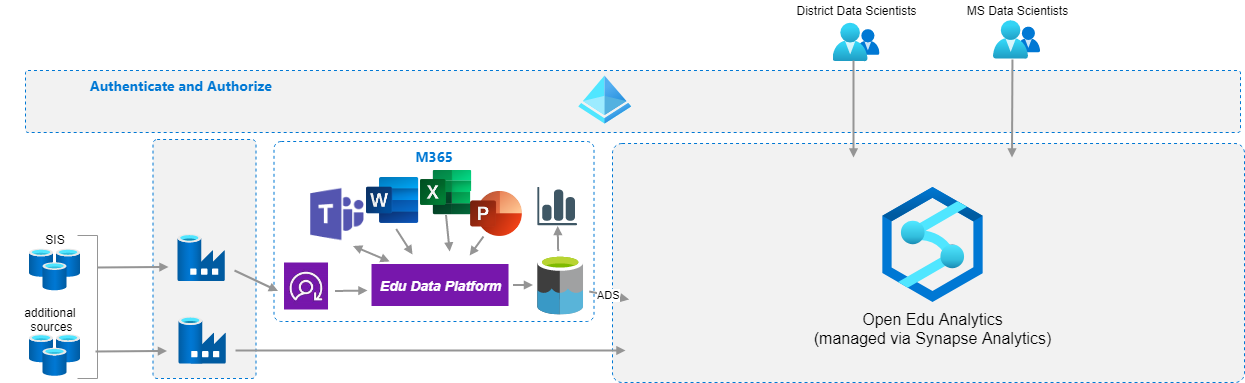 District Data Scientists
MS Data Scientists
Authenticate and Authorize
M365
T
W
X
P
SIS
Edu Data Platform
ADS
additional
sources
Open Edu Analytics
(managed via Synapse Analytics)